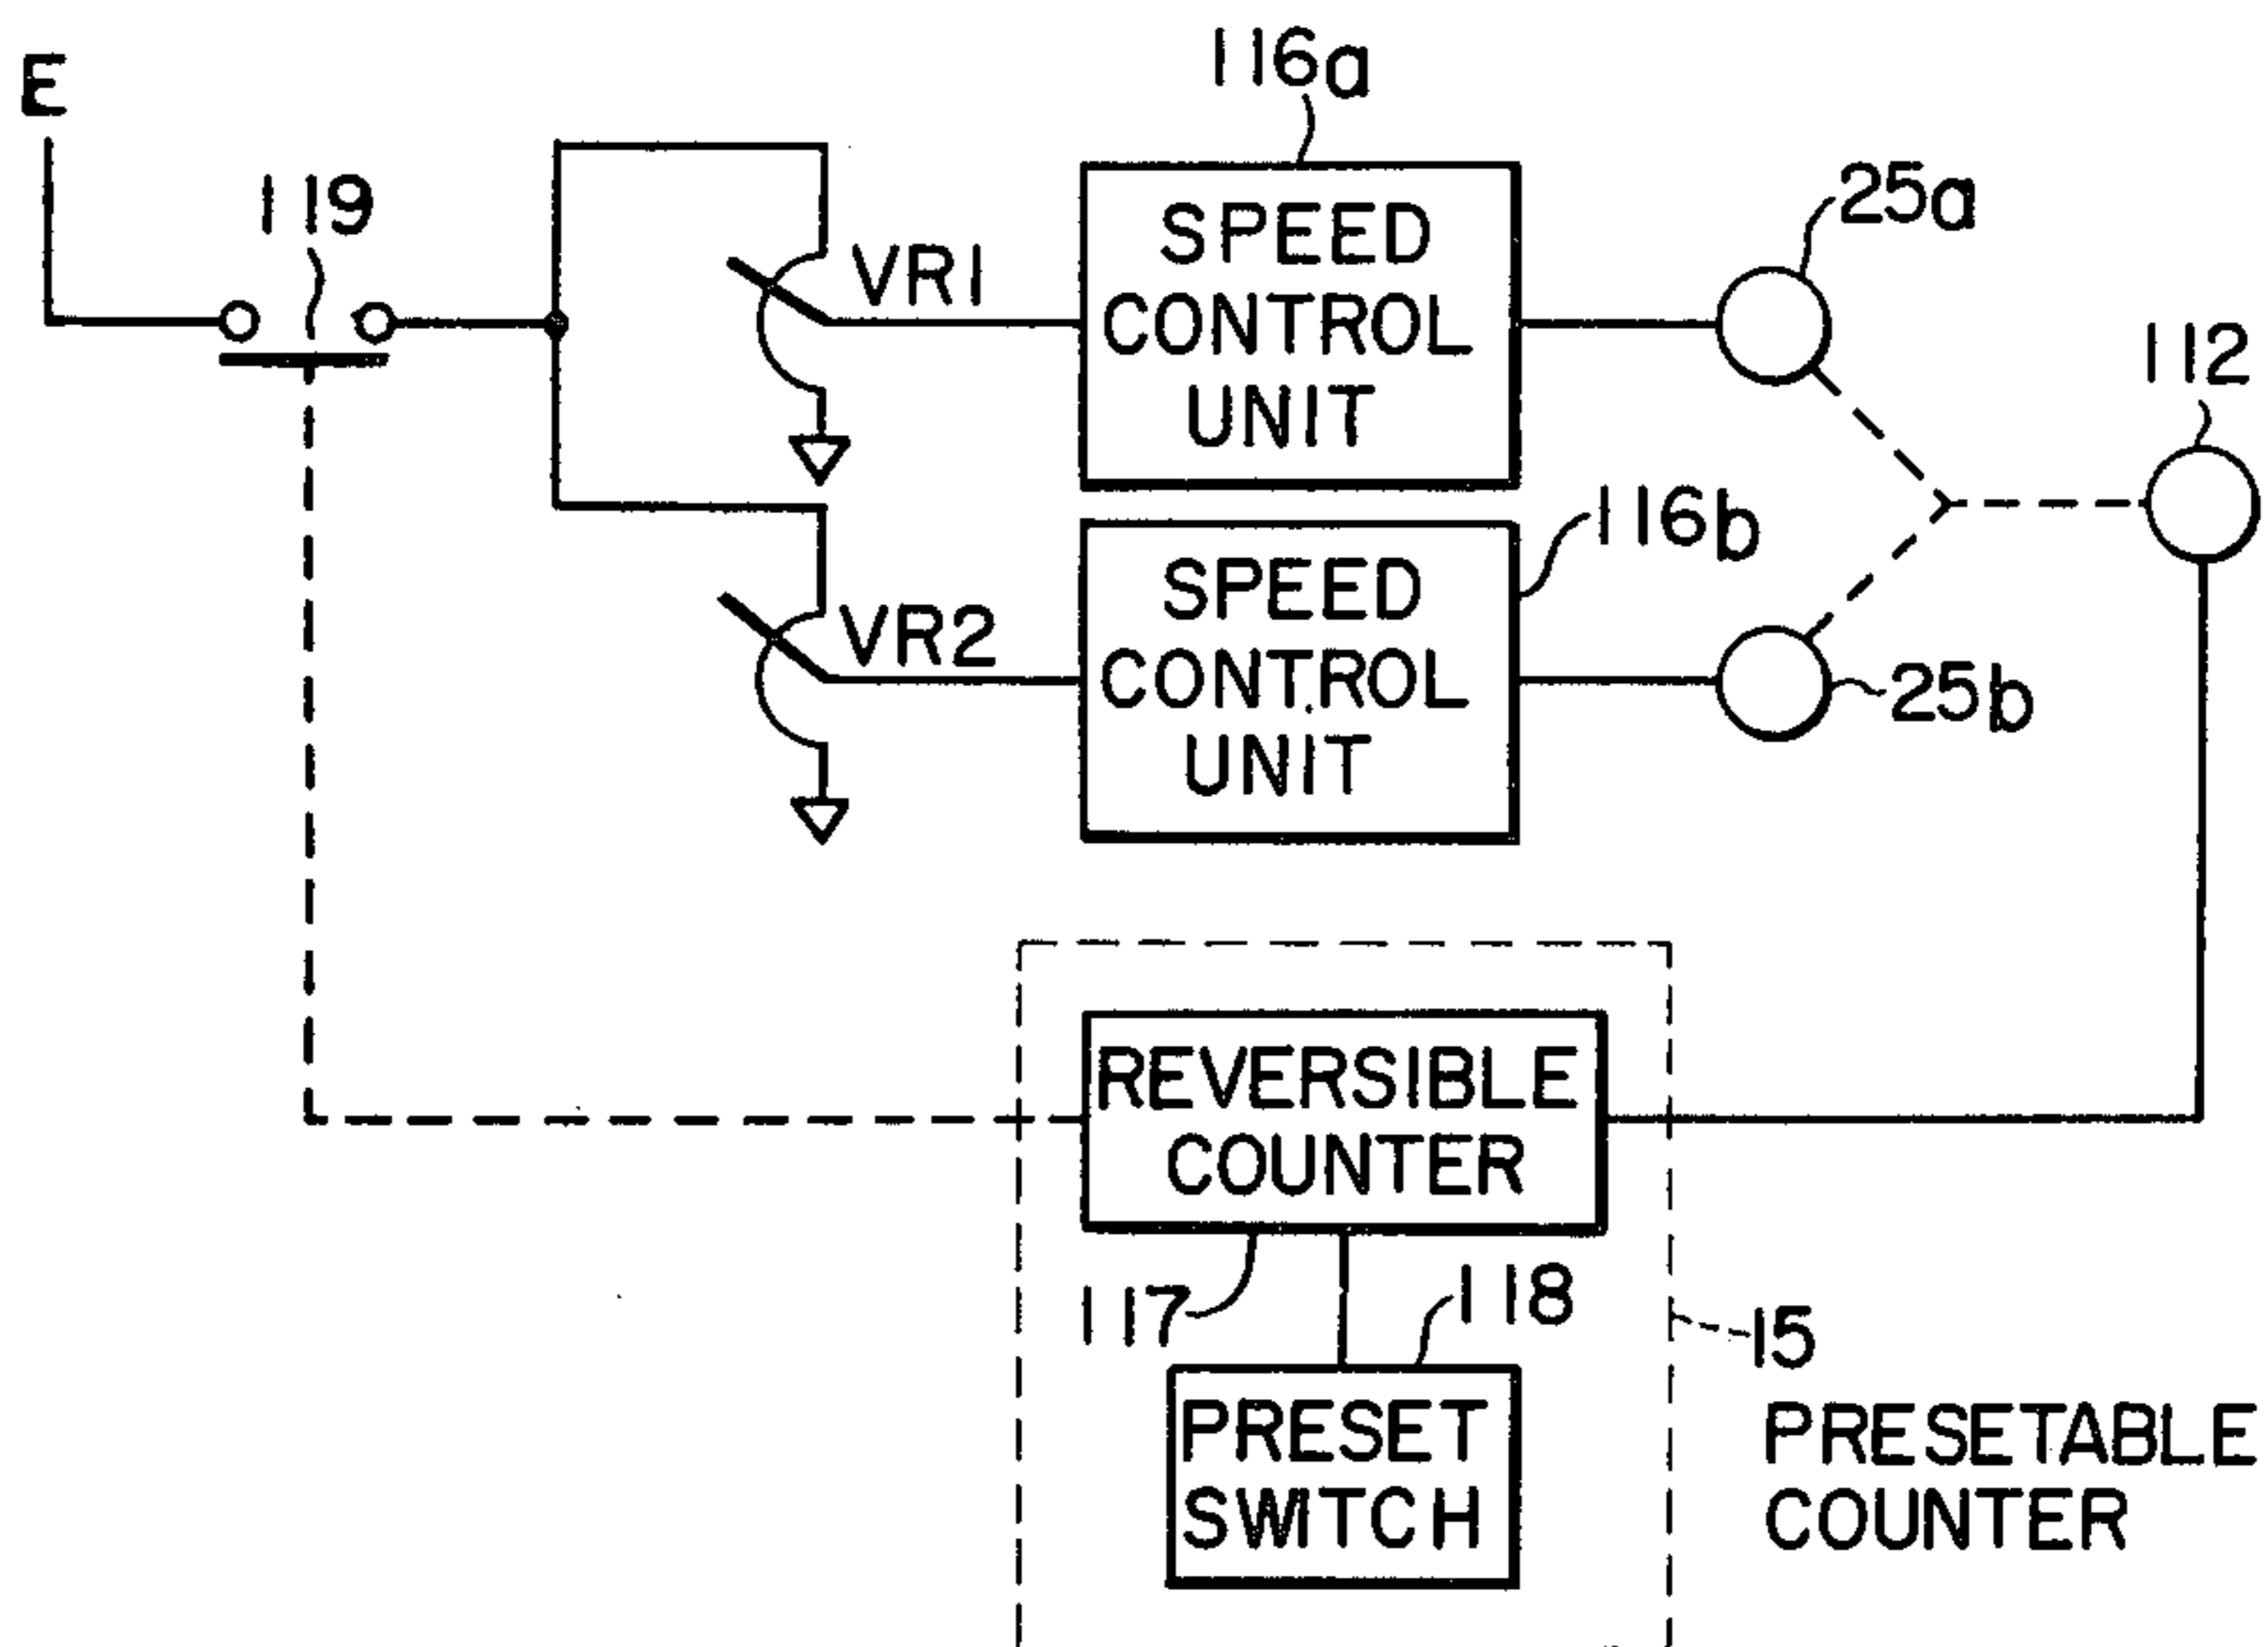 E
119
VR1
116a
SPEED
CONTROL
UNIT
25a
112
VR2
116b
SPEED
CONTROL
UNIT
25b
REVERSIBLE
COUNTER
117
118
PRESET
SWITCH
15
PRESETABLE
COUNTER